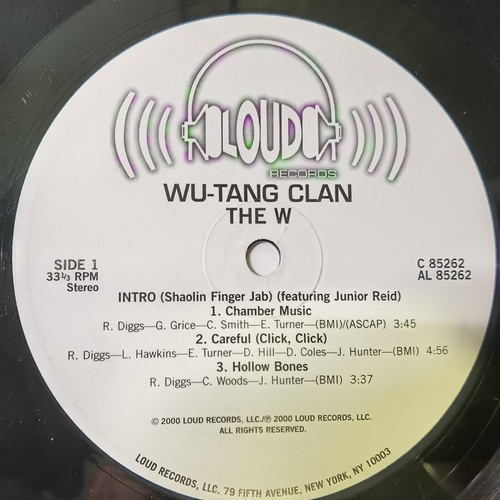 LOUD
RECORDS
WU-TANG CLAN
THE W
SIDE 1
33⅓ RPM
Stereo
C 85262
AL 85262
INTRO (Shaolin Finger Jab) (featuring Junior Reid)
1. Chamber Music
R. Diggs—G. Grice—C. Smith—E. Turner—(BMI)/(ASCAP) 3:45
2. Careful (Click, Click)
R. Diggs—L. Hawkins—E. Turner—D. Hill—D. Coles—J. Hunter—(BMI) 4:56
3. Hollow Bones
R. Diggs—C. Woods—J. Hunter—(BMI) 3:37
© 2000 LOUD RECORDS, LLC./℗ 2000 LOUD RECORDS, LLC.
ALL RIGHTS RESERVED.
LOUD RECORDS, LLC. 79 FIFTH AVENUE, NEW YORK, NY 10003